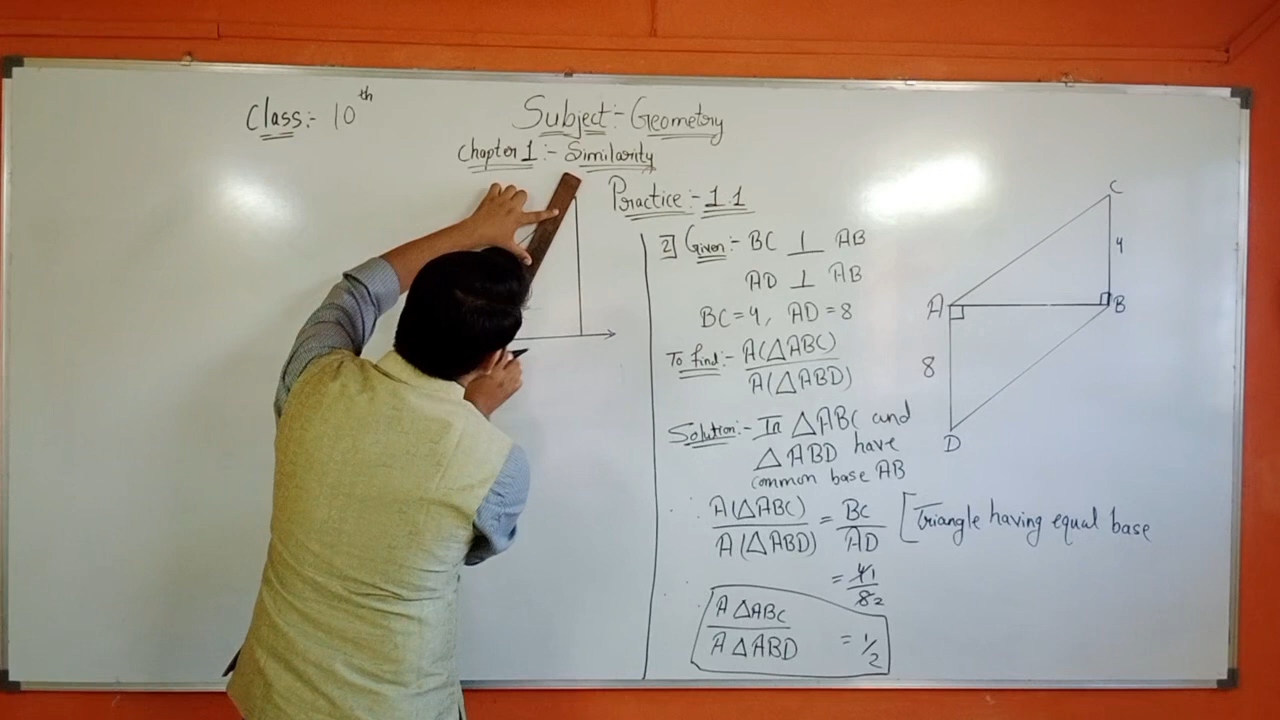 Class:- 10th
Subject:- Geometry
Chapter 1:- Similarity
Practice:- 1.1
2] Given:- BC ⊥ AB
AD ⊥ AB
BC = 4, AD = 8
To find:- A(△ABC)
A(△ABD)
Solution:- In △ABC and
△ABD have
common base AB
A(△ABC) = BC [Triangle having equal base
A(△ABD) AD
= 4 1
8 2
A△ABC = 1/2
A△ABD
C
4
A
B
8
D